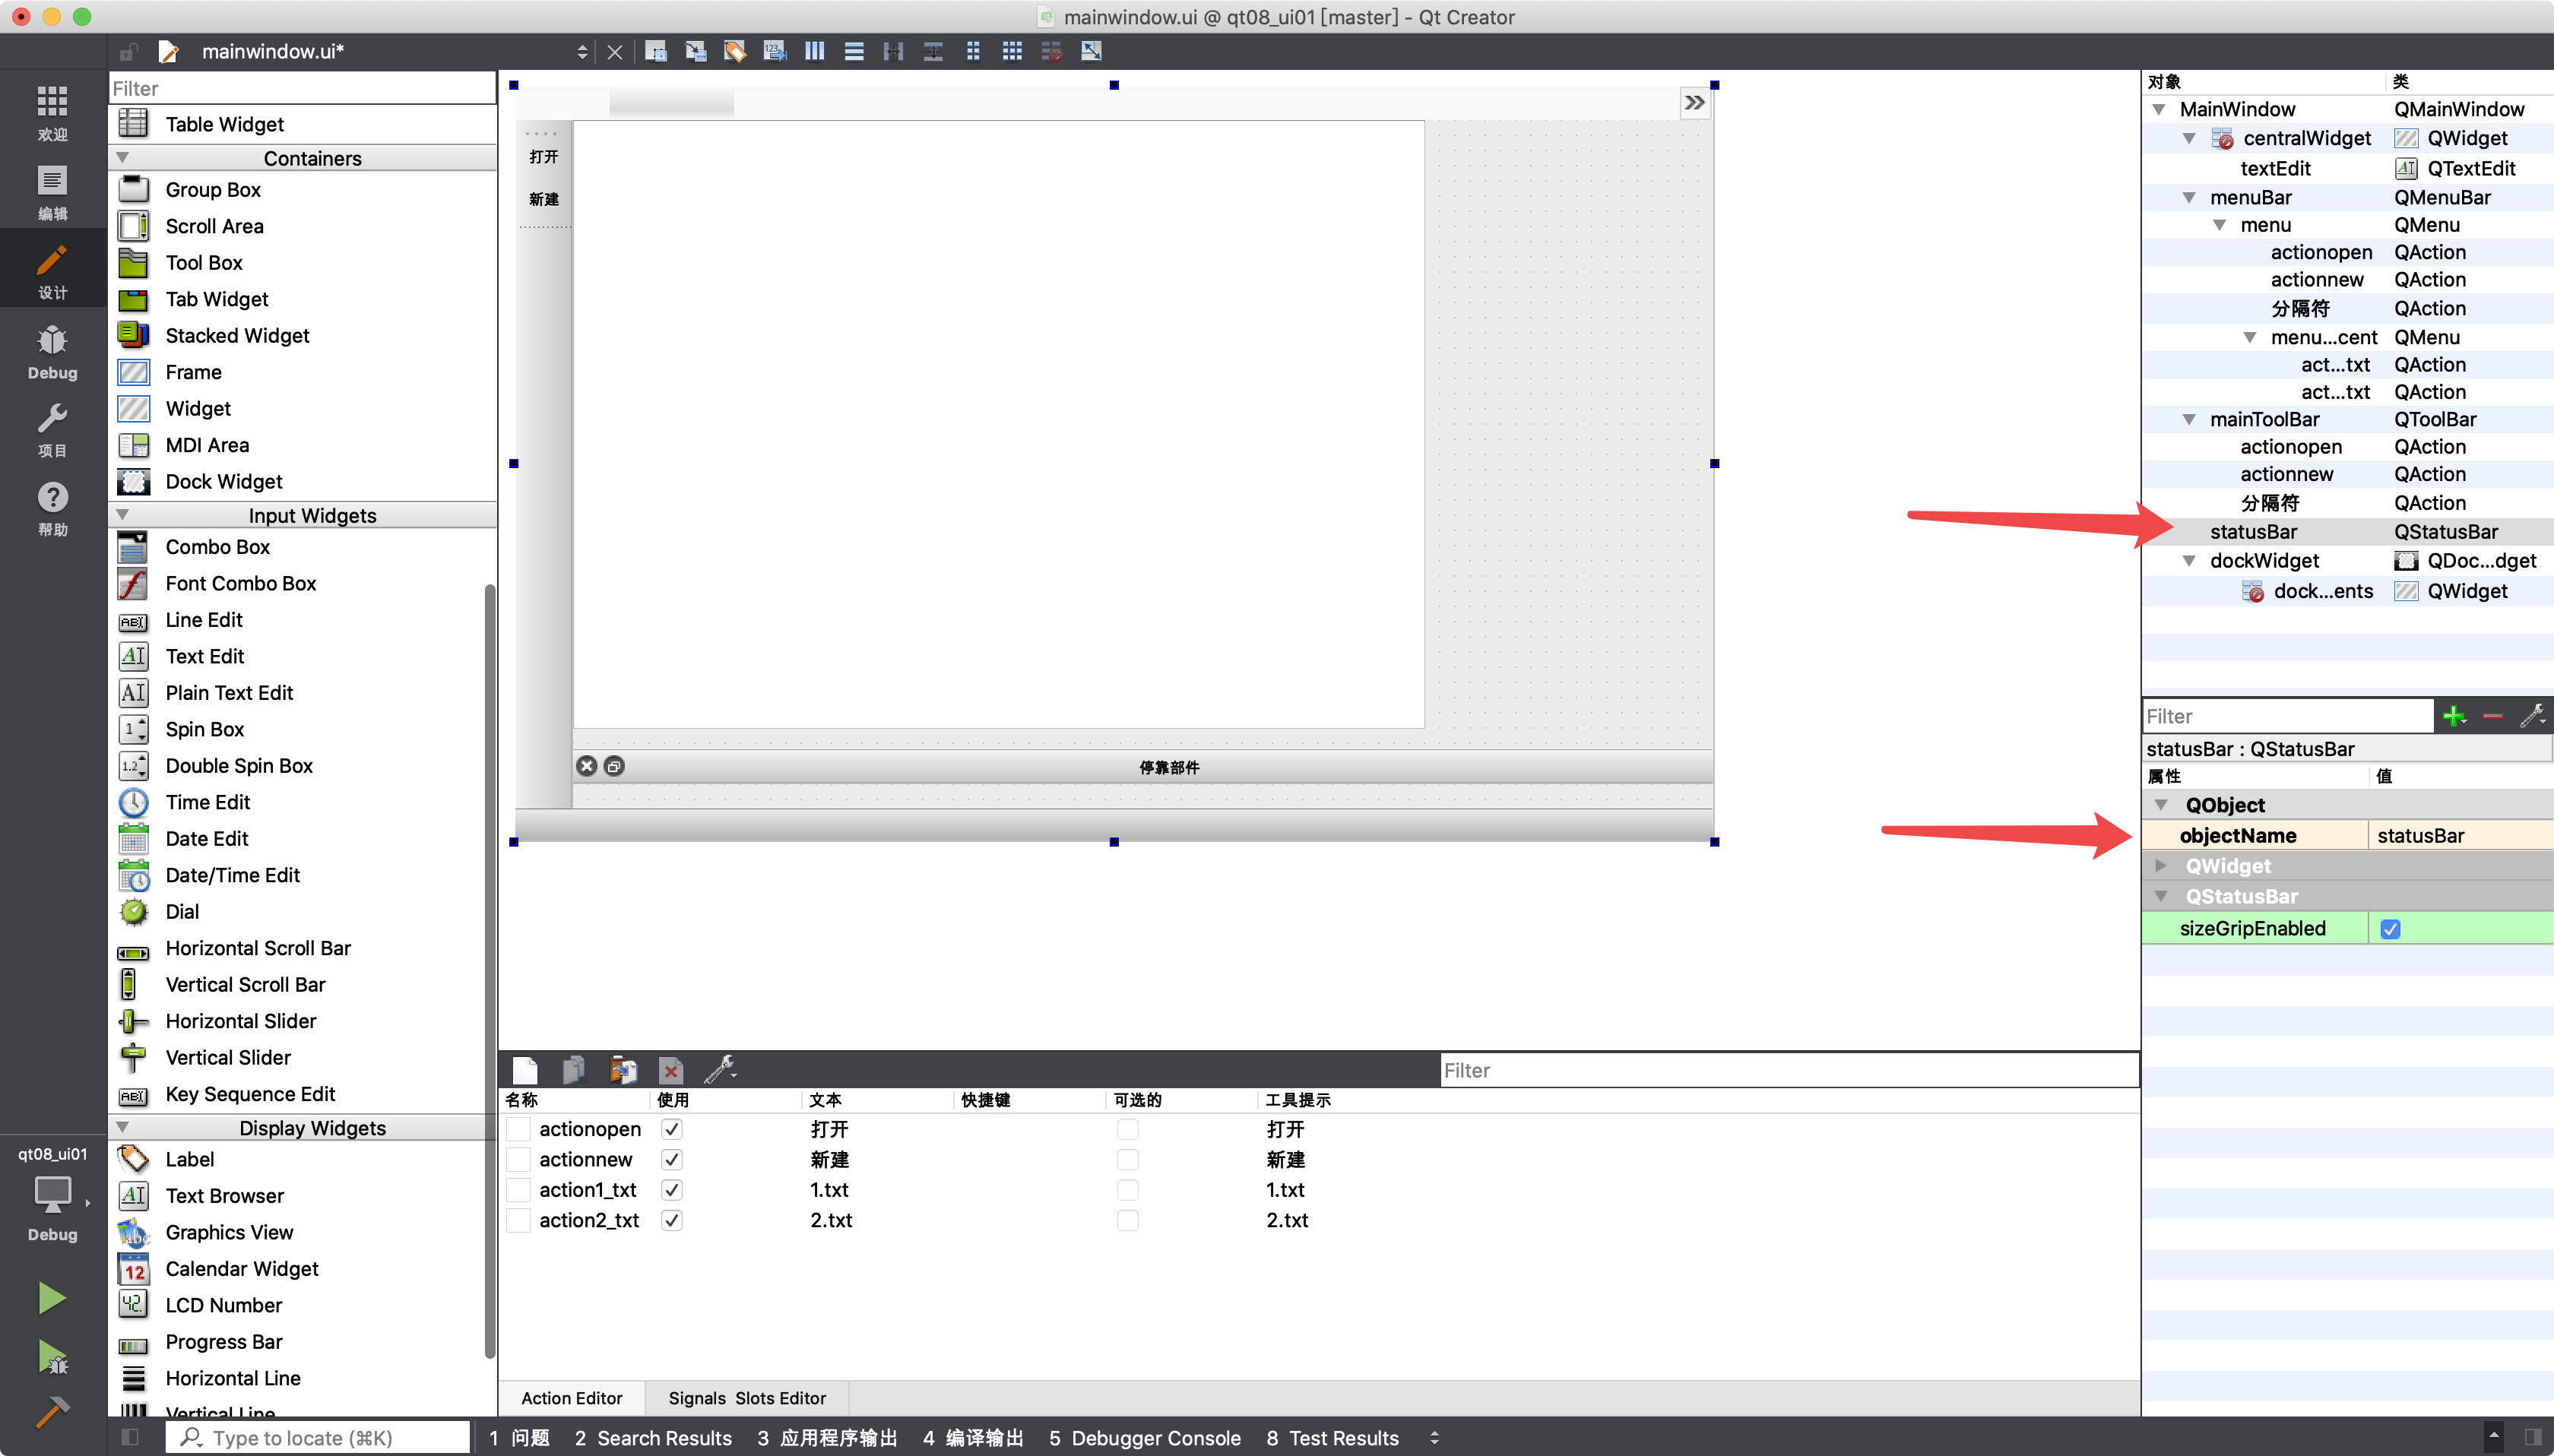 mainwindow.ui @ qt08_ui01 [master] - Qt Creator
mainwindow.ui*
欢迎
编辑
设计
Debug
项目
帮助
qt08_ui01
Debug
Filter
Table Widget
Containers
Group Box
Scroll Area
Tool Box
Tab Widget
Stacked Widget
Frame
Widget
MDI Area
Dock Widget
Input Widgets
Combo Box
Font Combo Box
Line Edit
Text Edit
Plain Text Edit
Spin Box
Double Spin Box
Time Edit
Date Edit
Date/Time Edit
Dial
Horizontal Scroll Bar
Vertical Scroll Bar
Horizontal Slider
Vertical Slider
Key Sequence Edit
Display Widgets
Label
Text Browser
Graphics View
Calendar Widget
LCD Number
Progress Bar
Horizontal Line
Vertical Line
打开
新建
停靠部件
Filter
名称 使用 文本 快捷键 可选的 工具提示
actionopen 打开 打开
actionnew 新建 新建
action1_txt 1.txt 1.txt
action2_txt 2.txt 2.txt
Action Editor Signals Slots Editor
对象 类
MainWindow QMainWindow
centralWidget QWidget
textEdit QTextEdit
menuBar QMenuBar
menu QMenu
actionopen QAction
actionnew QAction
分隔符 QAction
menu...cent QMenu
act...txt QAction
act...txt QAction
mainToolBar QToolBar
actionopen QAction
actionnew QAction
分隔符 QAction
statusBar QStatusBar
dockWidget QDoc...dget
dock...ents QWidget
Filter
statusBar : QStatusBar
属性 值
QObject
objectName statusBar
QWidget
QStatusBar
sizeGripEnabled
Type to locate (⌘K) 1 问题 2 Search Results 3 应用程序输出 4 编译输出 5 Debugger Console 8 Test Results